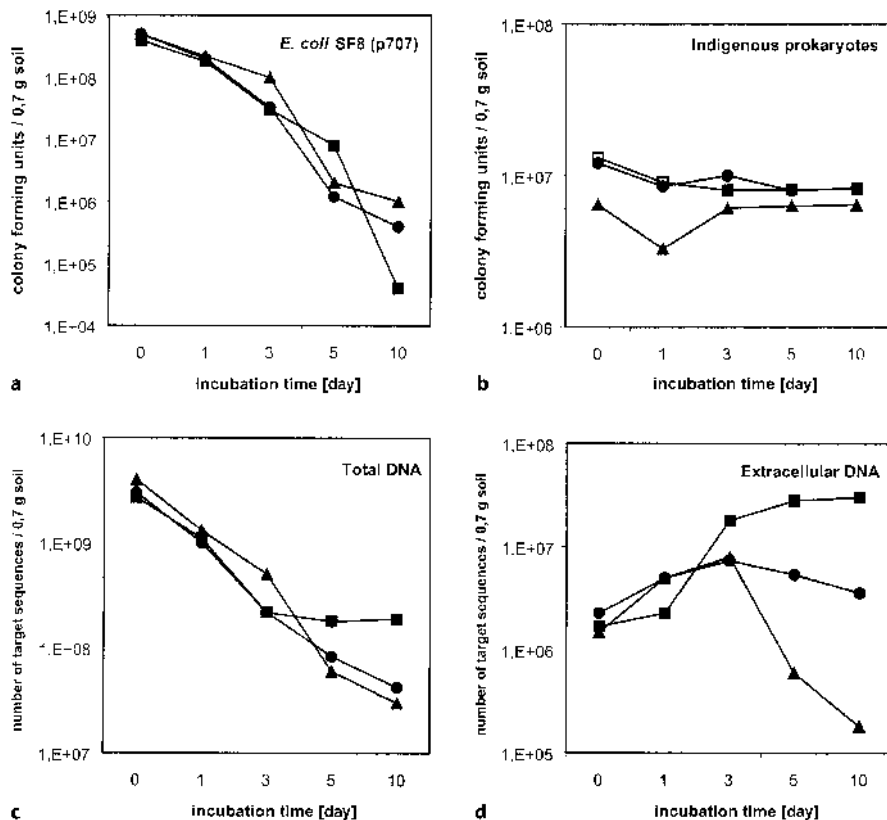 E. coli SF8 (p707)
colony forming units / 0,7 g soil
1,E+09
1,E+08
1,E+07
1,E+06
1,E+05
1,E-04
0 1 3 5 10
incubation time [day]
a
Indigenous prokaryotes
colony forming units / 0,7 g soil
1,E+08
1,E+07
1,E+06
0 1 3 5 10
incubation time [day]
b
Total DNA
number of target sequences / 0,7 g soil
1,E+10
1,E+09
1,E-08
1,E+07
0 1 3 5 10
incubation time [day]
c
Extracellular DNA
number of target sequences / 0,7 g soil
1,E+08
1,E+07
1,E+06
1,E+05
0 1 3 5 10
incubation time [day]
d